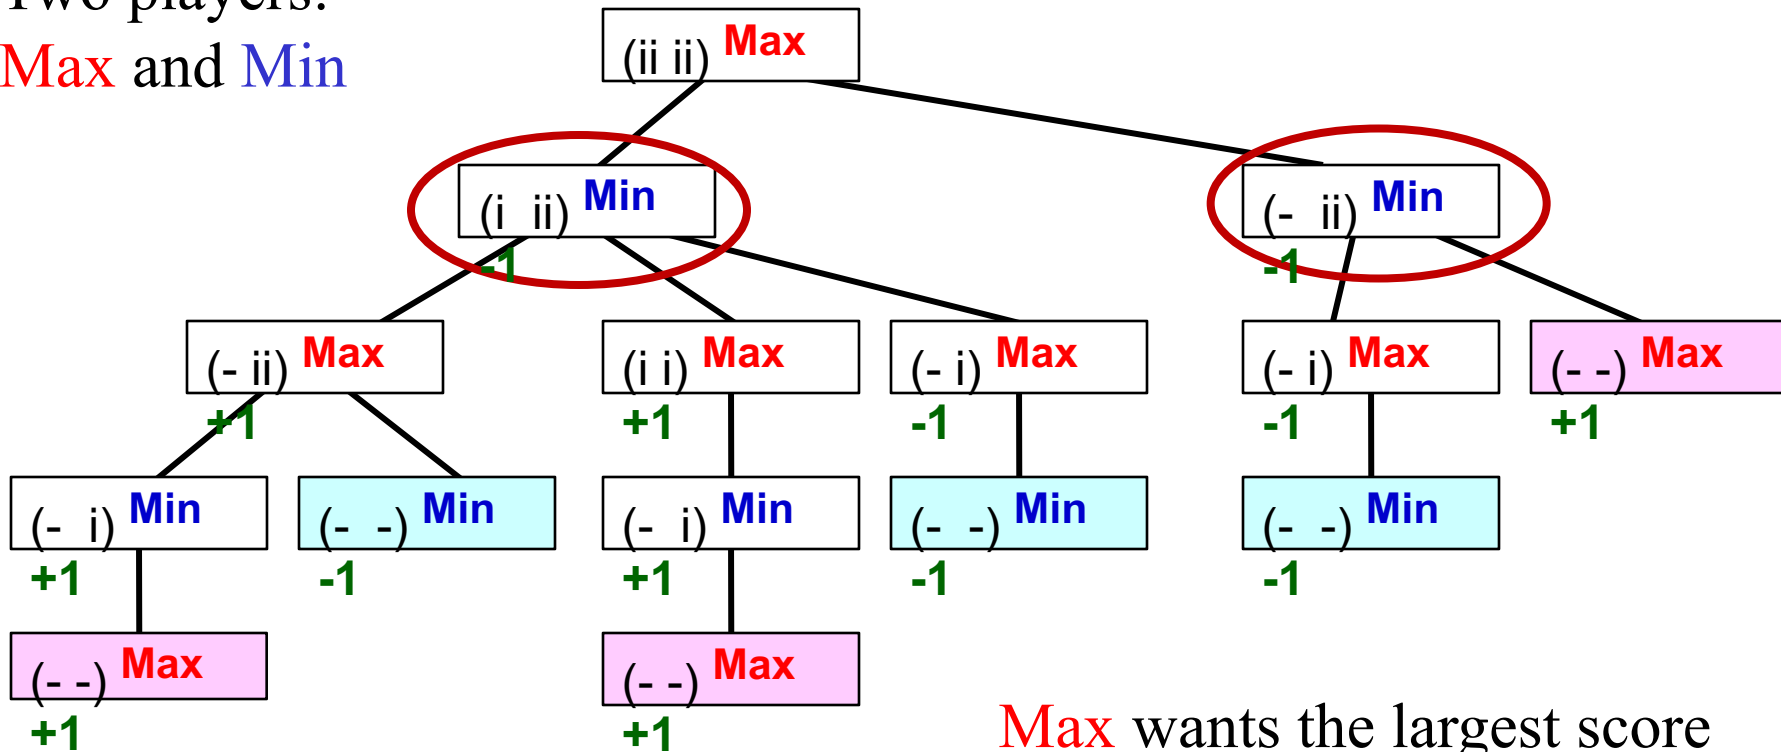 Two players:
Max and Min
(ii ii) Max
(i ii) Min
-1
(- ii) Min
-1
(- ii) Max
+1
(i i) Max
+1
(- i) Max
-1
(- i) Max
-1
(- -) Max
+1
(- i) Min
+1
(- -) Min
-1
(- i) Min
+1
(- -) Min
-1
(- -) Min
-1
(- -) Max
+1
(- -) Max
+1
Max wants the largest score